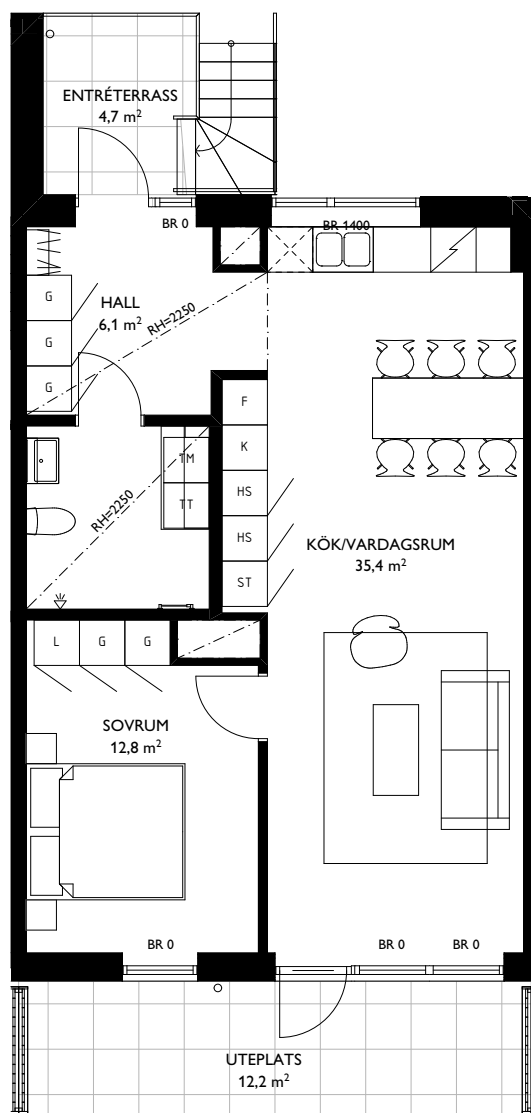 ENTRÉTERRASS
4,7 m²
BR 0
BR 1400
G
HALL
6,1 m²
RH=2250
G
G
F
K
TM
HS
TT
RH=2250
HS
KÖK/VARDAGSRUM
35,4 m²
ST
L G G
SOVRUM
12,8 m²
BR 0
BR 0
BR 0
UTEPLATS
12,2 m²